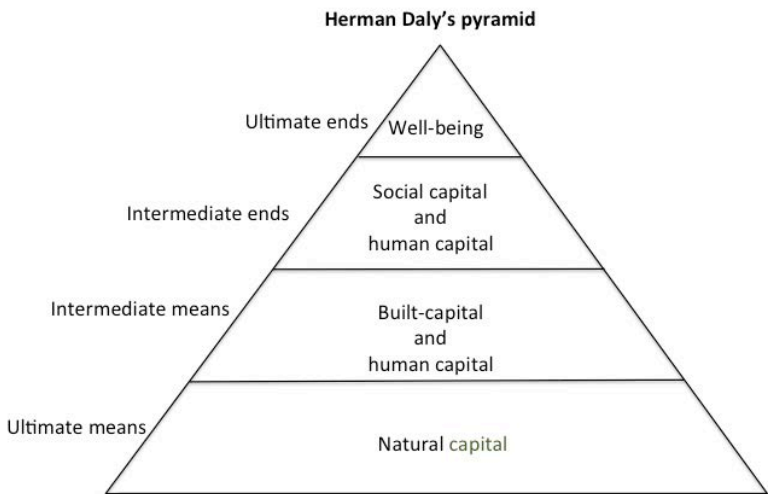 Herman Daly's pyramid
Ultimate ends
Well-being
Intermediate ends
Social capital
and
human capital
Intermediate means
Built-capital
and
human capital
Ultimate means
Natural capital